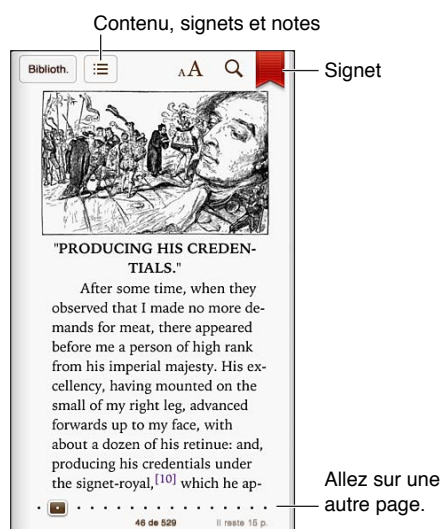 Contenu, signets et notes
Biblioth.
AA
Signet
"PRODUCING HIS CREDEN-
TIALS."
After some time, when they
observed that I made no more de-
mands for meat, there appeared
before me a person of high rank
from his imperial majesty. His ex-
cellency, having mounted on the
small of my right leg, advanced
forwards up to my face, with
about a dozen of his retinue: and,
producing his credentials under
the signet-royal,[10] which he ap-
Allez sur une
autre page.
46 de 529
Il reste 15 p.